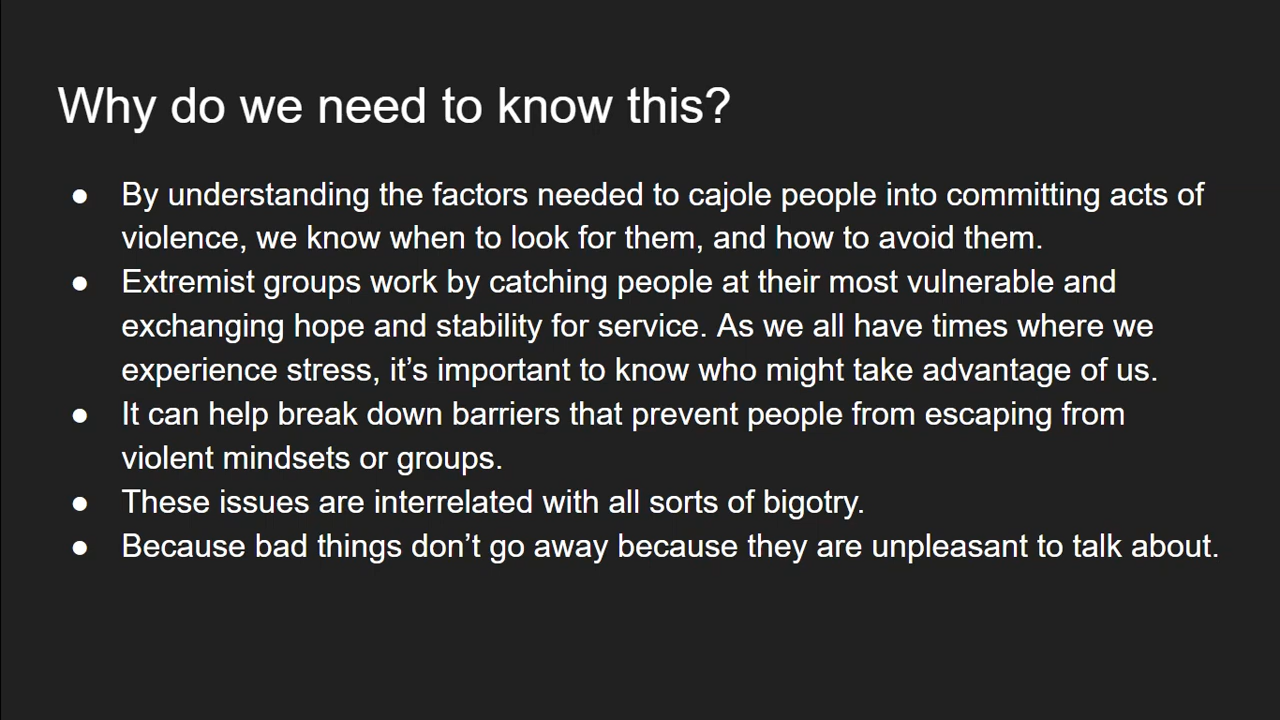 Why do we need to know this?
● By understanding the factors needed to cajole people into committing acts of
violence, we know when to look for them, and how to avoid them.
● Extremist groups work by catching people at their most vulnerable and
exchanging hope and stability for service. As we all have times where we
experience stress, it’s important to know who might take advantage of us.
● It can help break down barriers that prevent people from escaping from
violent mindsets or groups.
● These issues are interrelated with all sorts of bigotry.
● Because bad things don’t go away because they are unpleasant to talk about.